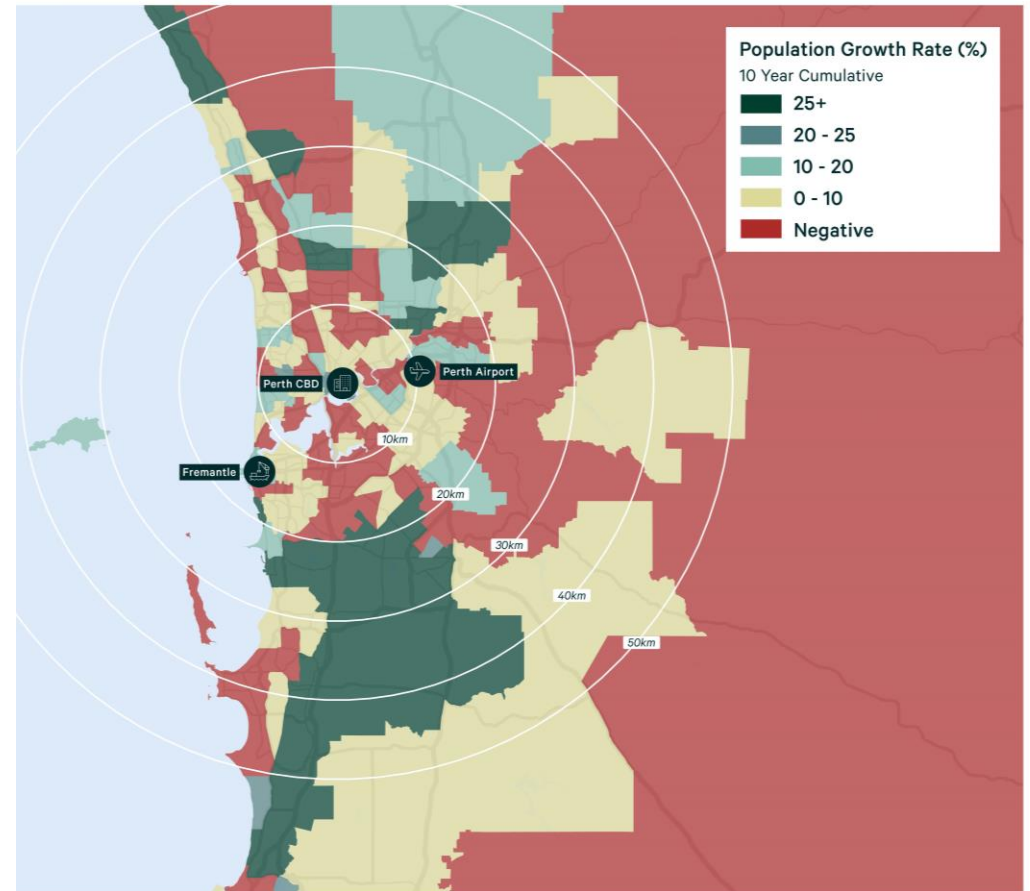 Population Growth Rate (%)
10 Year Cumulative
25+
20 - 25
10 - 20
0 - 10
Negative
Perth CBD
Perth Airport
10km
Fremantle
20km
30km
40km
50km